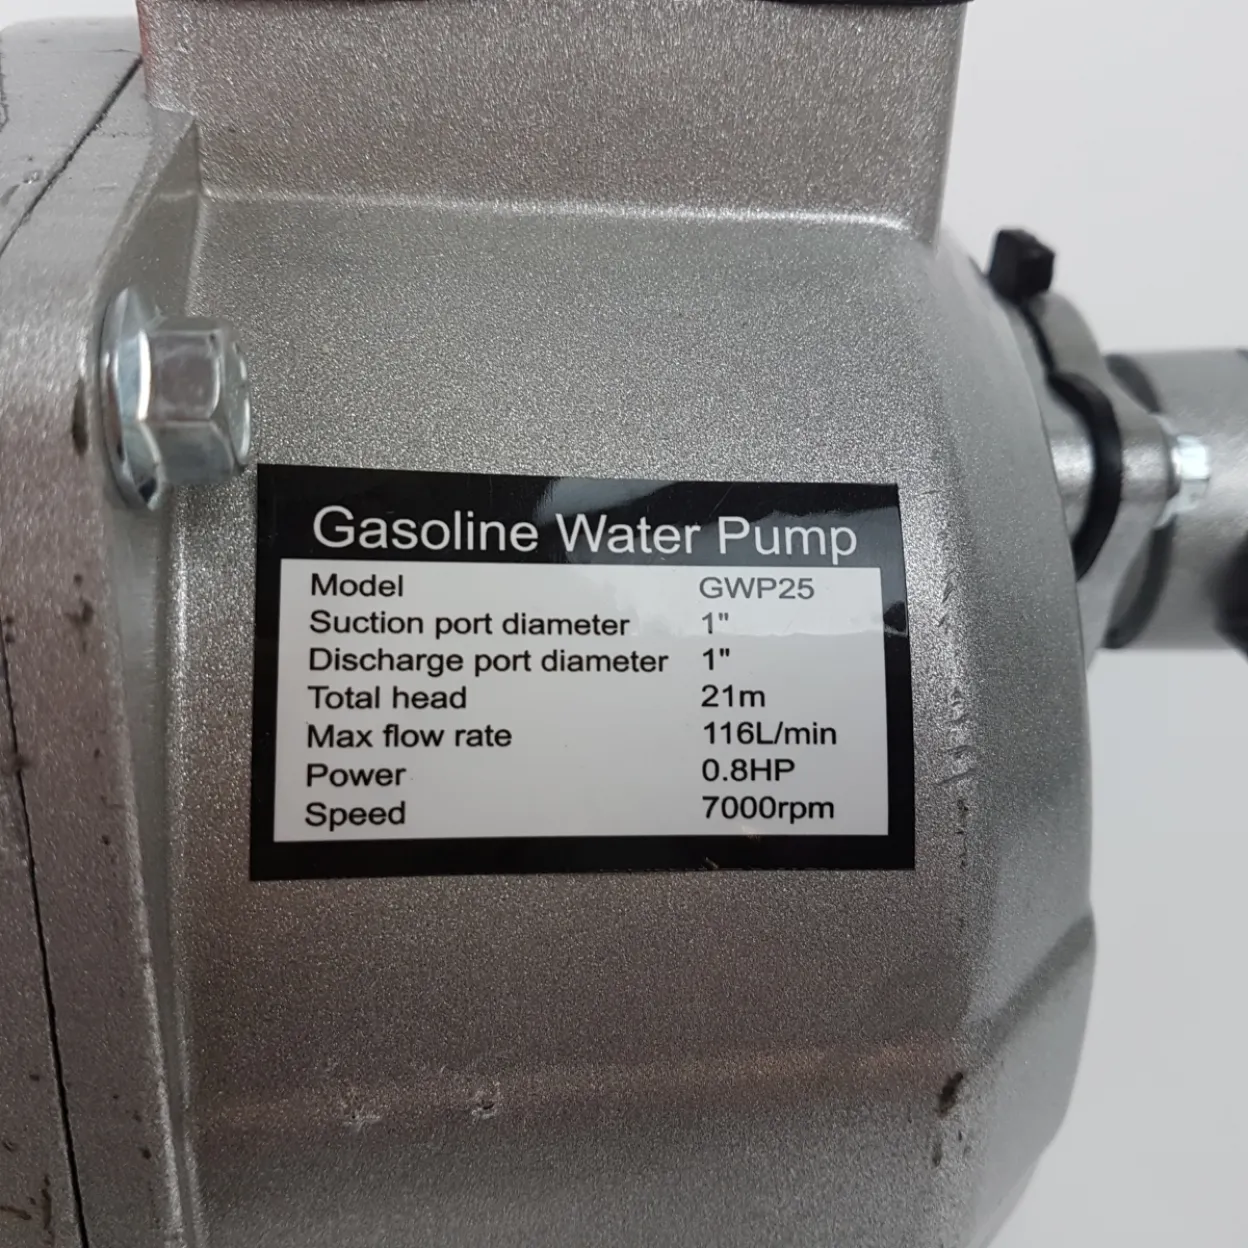 Gasoline Water Pump
Model GWP25
Suction port diameter 1"
Discharge port diameter 1"
Total head 21m
Max flow rate 116L/min
Power 0.8HP
Speed 7000rpm